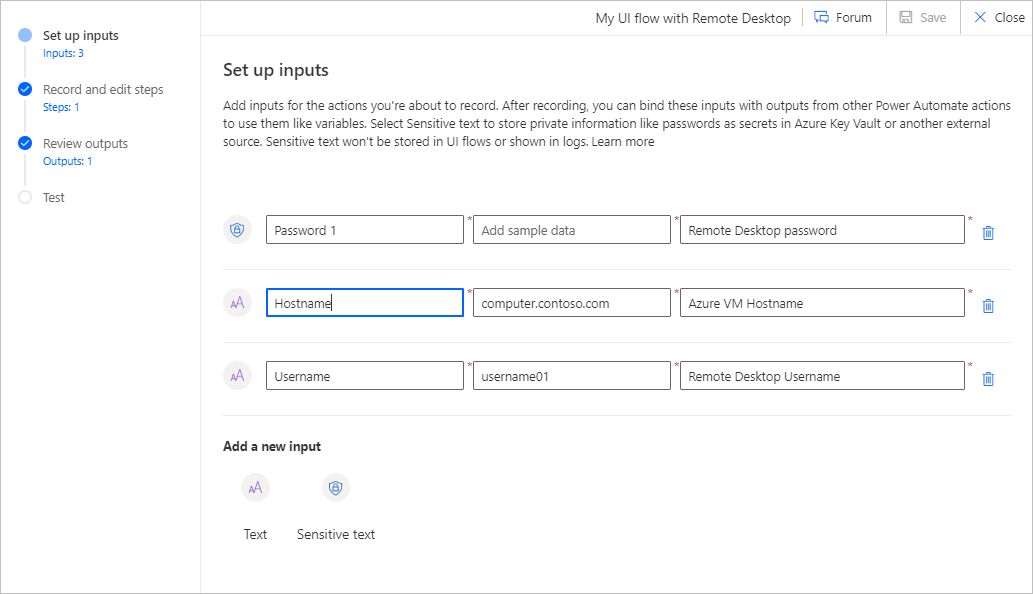 My UI flow with Remote Desktop
Forum
Save
Close
Set up inputs
Inputs: 3
Record and edit steps
Steps: 1
Review outputs
Outputs: 1
Test
Set up inputs
Add inputs for the actions you're about to record. After recording, you can bind these inputs with outputs from other Power Automate actions
to use them like variables. Select Sensitive text to store private information like passwords as secrets in Azure Key Vault or another external
source. Sensitive text won't be stored in UI flows or shown in logs. Learn more
Password 1 * Add sample data * Remote Desktop password *
AA Hostname * computer.contoso.com * Azure VM Hostname *
AA Username * username01 * Remote Desktop Username *
Add a new input
AA
Text
Sensitive text